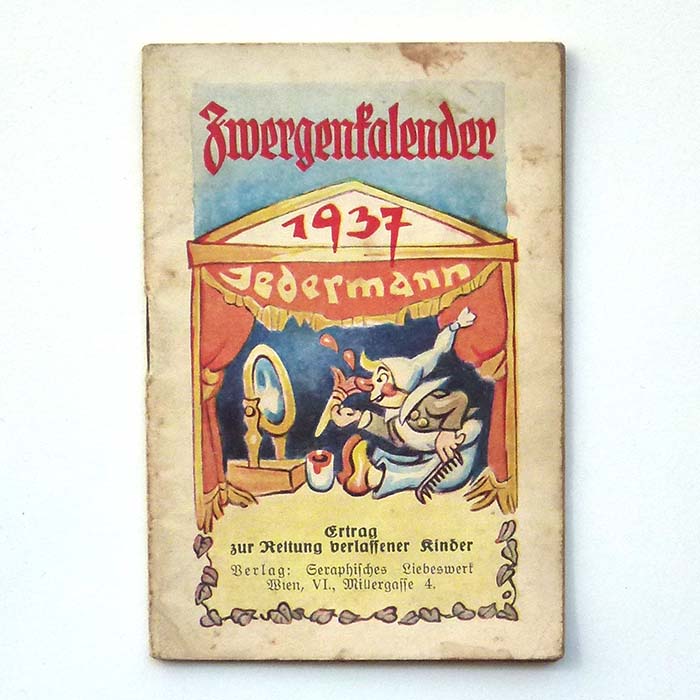 Zwergenkalender
1937
Jedermann
Ertrag
zur Rettung verlassener Kinder
Verlag: Seraphisches Liebeswerk
Wien, VI., Millergasse 4.